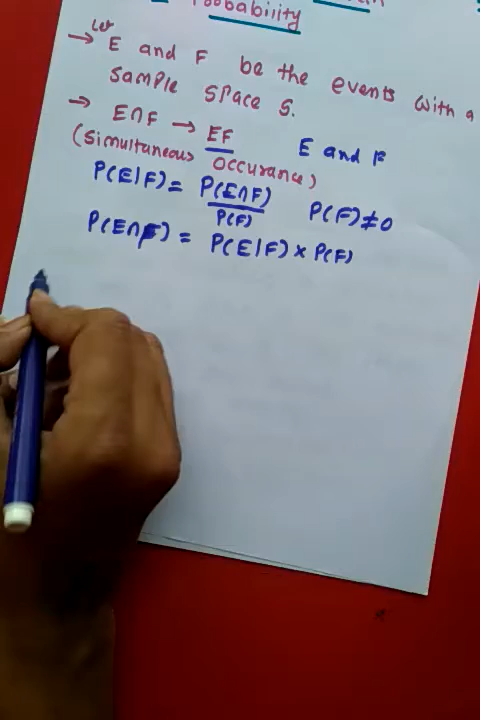 Probability
→ Let E and F be the events with a
sample space S.
→ E∩F → EF E and F
(Simultaneous occurance)
P(E|F) = P(E∩F)/P(F) P(F)≠0
P(E∩F) = P(E|F) × P(F)